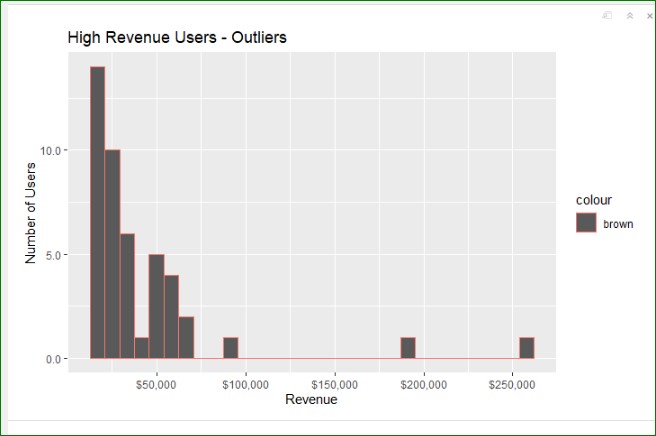 High Revenue Users - Outliers
Number of Users
10.0
5.0
0.0
$50,000
$100,000
$150,000
$200,000
$250,000
Revenue
colour
brown